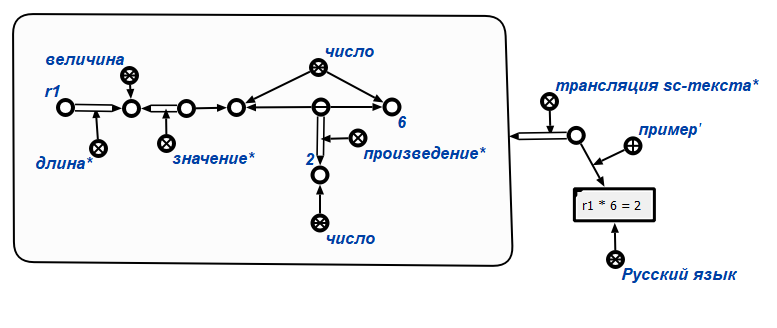 величина
число
r1
трансляция sc-текста*
6
пример'
длина*
значение*
2
произведение*
r1 * 6 = 2
число
Русский язык